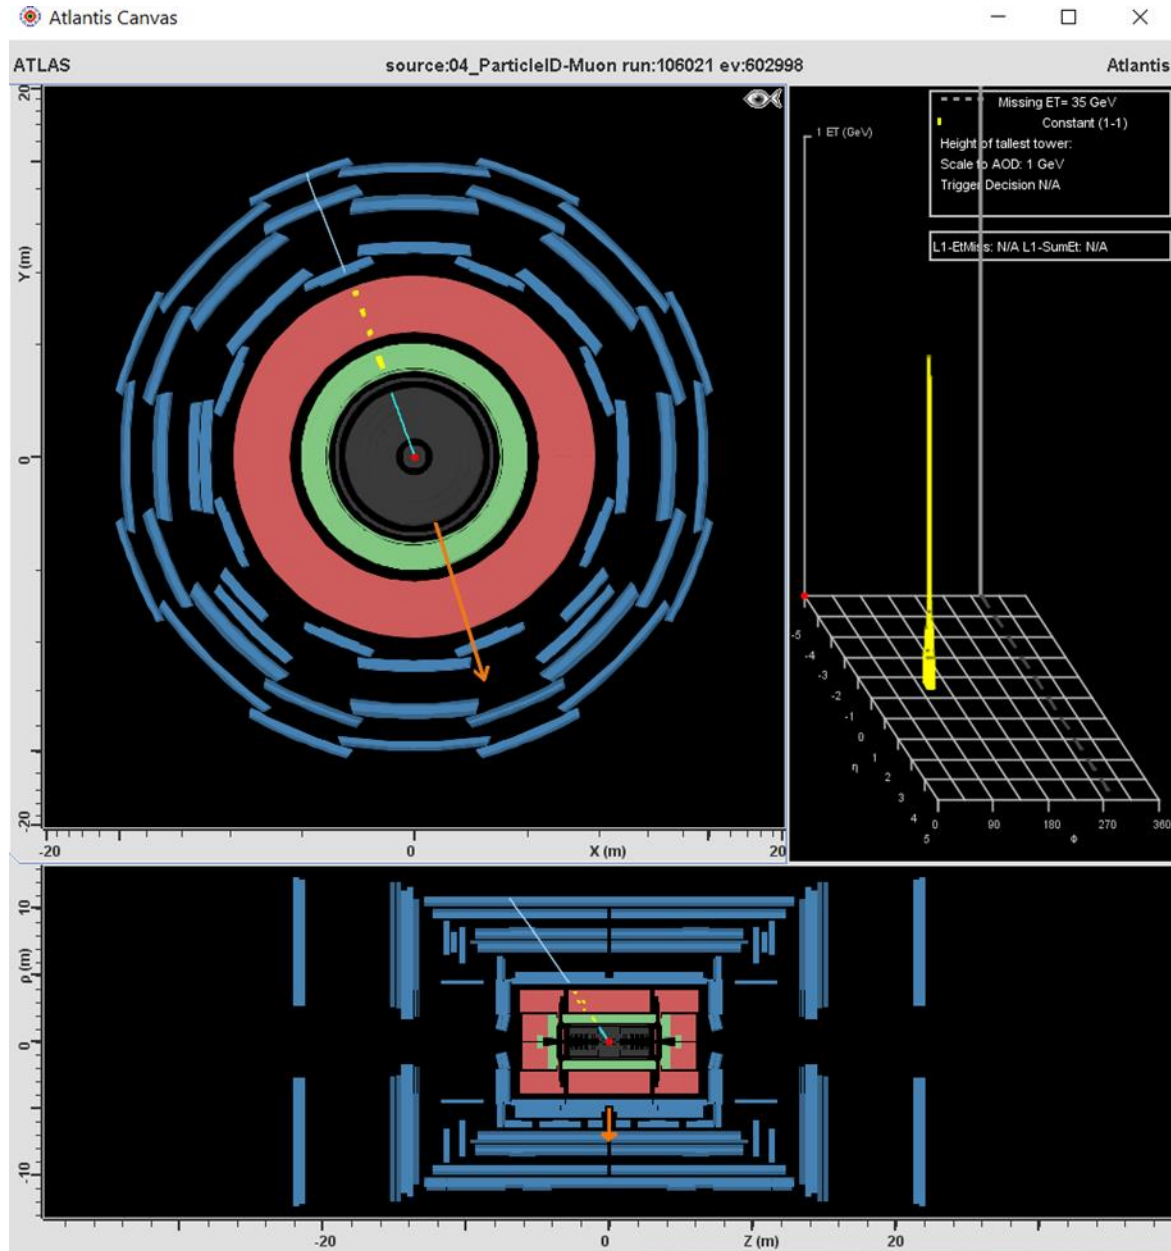 Atlantis Canvas
ATLAS source:04_ParticleID-Muon run:106021 ev:602998 Atlantis
20
Y (m)
0
-20
-20 0 X (m) 20
1 ET (GeV)
Missing ET= 35 GeV
Constant (1-1)
Height of tallest tower:
Scale to AOD: 1 GeV
Trigger Decision N/A
L1-EtMiss: N/A L1-SumEt: N/A
-5
-4
-3
-2
-1
0
1
η
2
3
4
5
0 90 180 270 360
Φ
10
ρ (m)
0
-10
-20 0 Z (m) 20